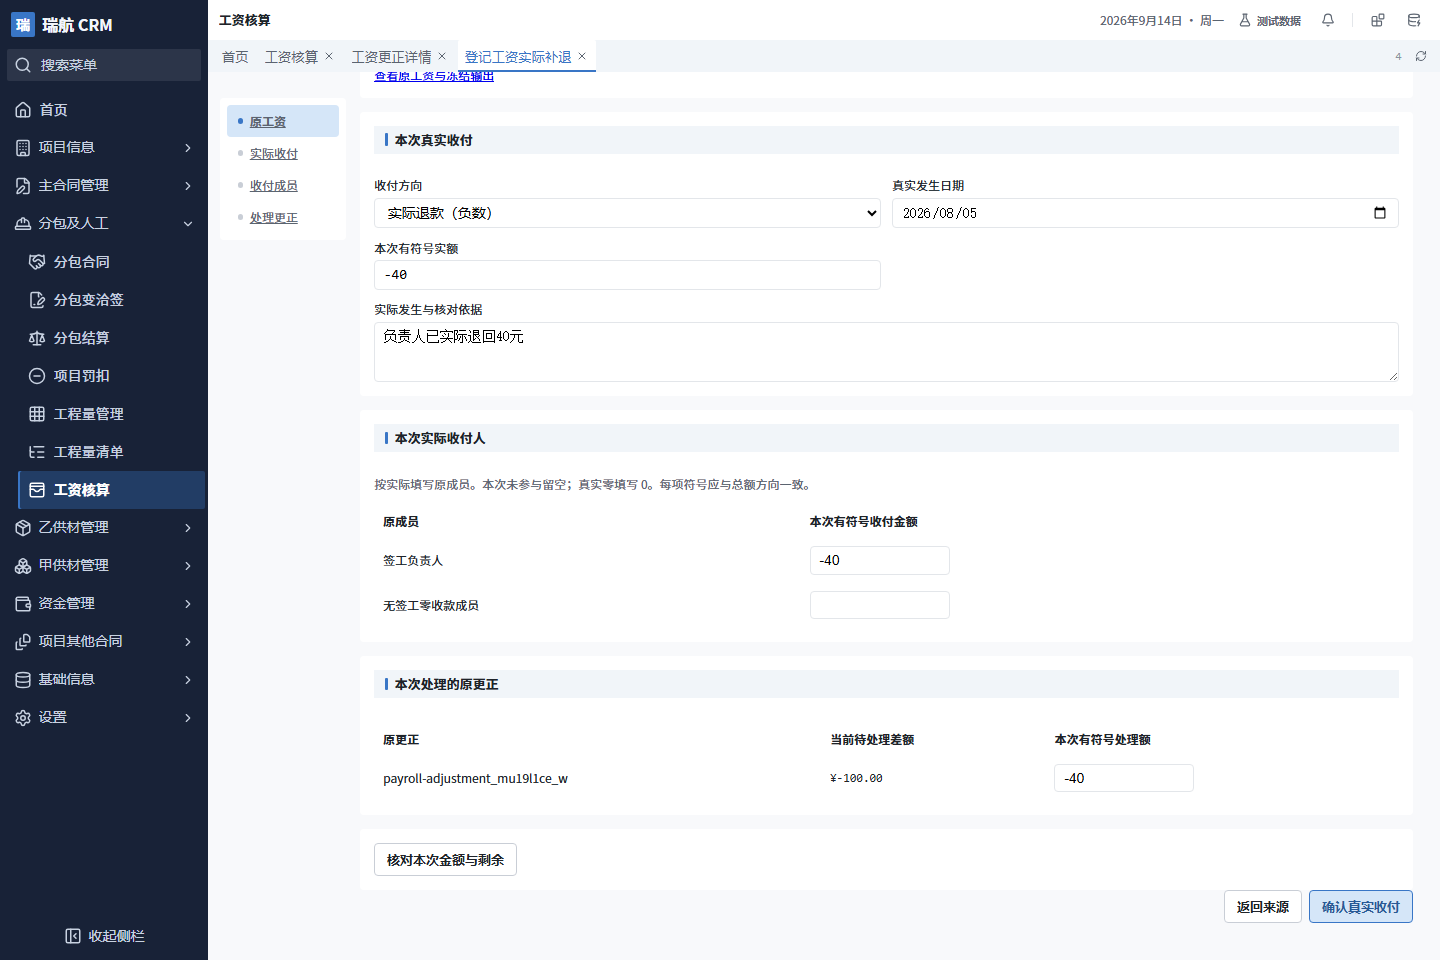 瑞 瑞航 CRM
搜索菜单
首页
项目信息
主合同管理
分包及人工
分包合同
分包变洽签
分包结算
项目罚扣
工程量管理
工程量清单
工资核算
乙供材管理
甲供材管理
资金管理
项目其他合同
基础信息
设置
收起侧栏
工资核算
2026年9月14日 • 周一 测试数据
首页 工资核算 工资更正详情 登记工资实际补退 4
查看原工资与冻结输出
原工资
实际收付
收付成员
处理更正
本次真实收付
收付方向 真实发生日期
实际退款（负数） 2026/08/05
本次有符号实额
-40
实际发生与核对依据
负责人已实际退回40元
本次实际收付人
按实际填写原成员。本次未参与留空；真实零填写 0。每项符号应与总额方向一致。
原成员 本次有符号收付金额
签工负责人 -40
无签工零收款成员
本次处理的原更正
原更正 当前待处理差额 本次有符号处理额
payroll-adjustment_mu19l1ce_w ¥-100.00 -40
核对本次金额与剩余
返回来源 确认真实收付